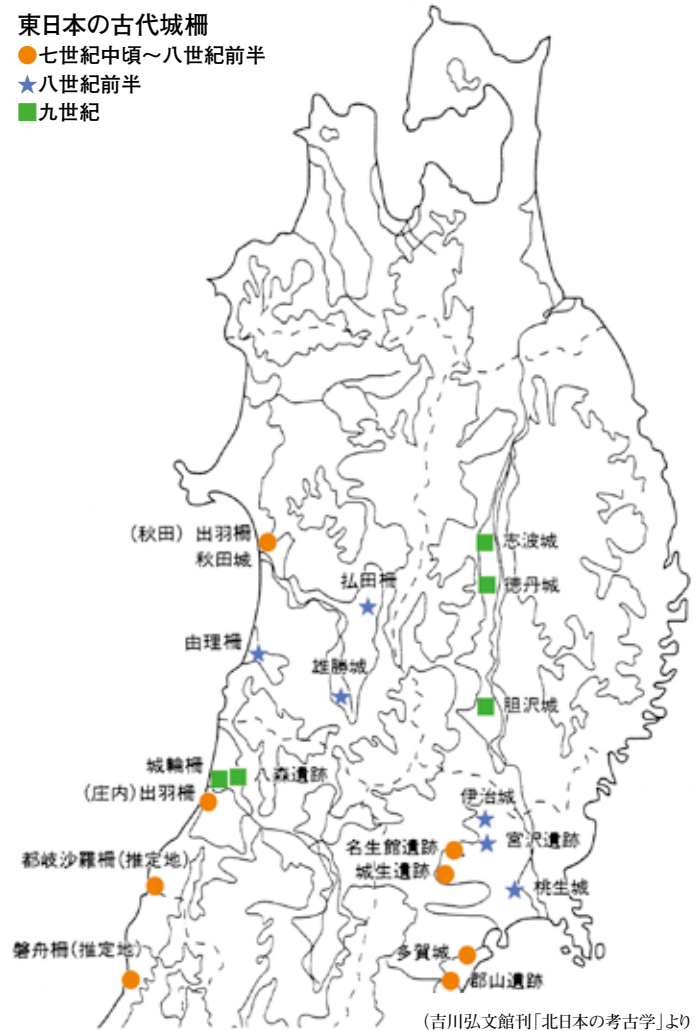 東日本の古代城柵
七世紀中頃～八世紀前半
八世紀前半
九世紀
(秋田) 出羽柵
秋田城
志波城
払田柵
徳丹城
由理柵
雄勝城
胆沢城
城輪柵
八森遺跡
(庄内)出羽柵
伊治城
名生館遺跡
宮沢遺跡
城生遺跡
都岐沙羅柵(推定地)
桃生城
磐舟柵(推定地)
多賀城
郡山遺跡
(吉川弘文館刊「北日本の考古学」より